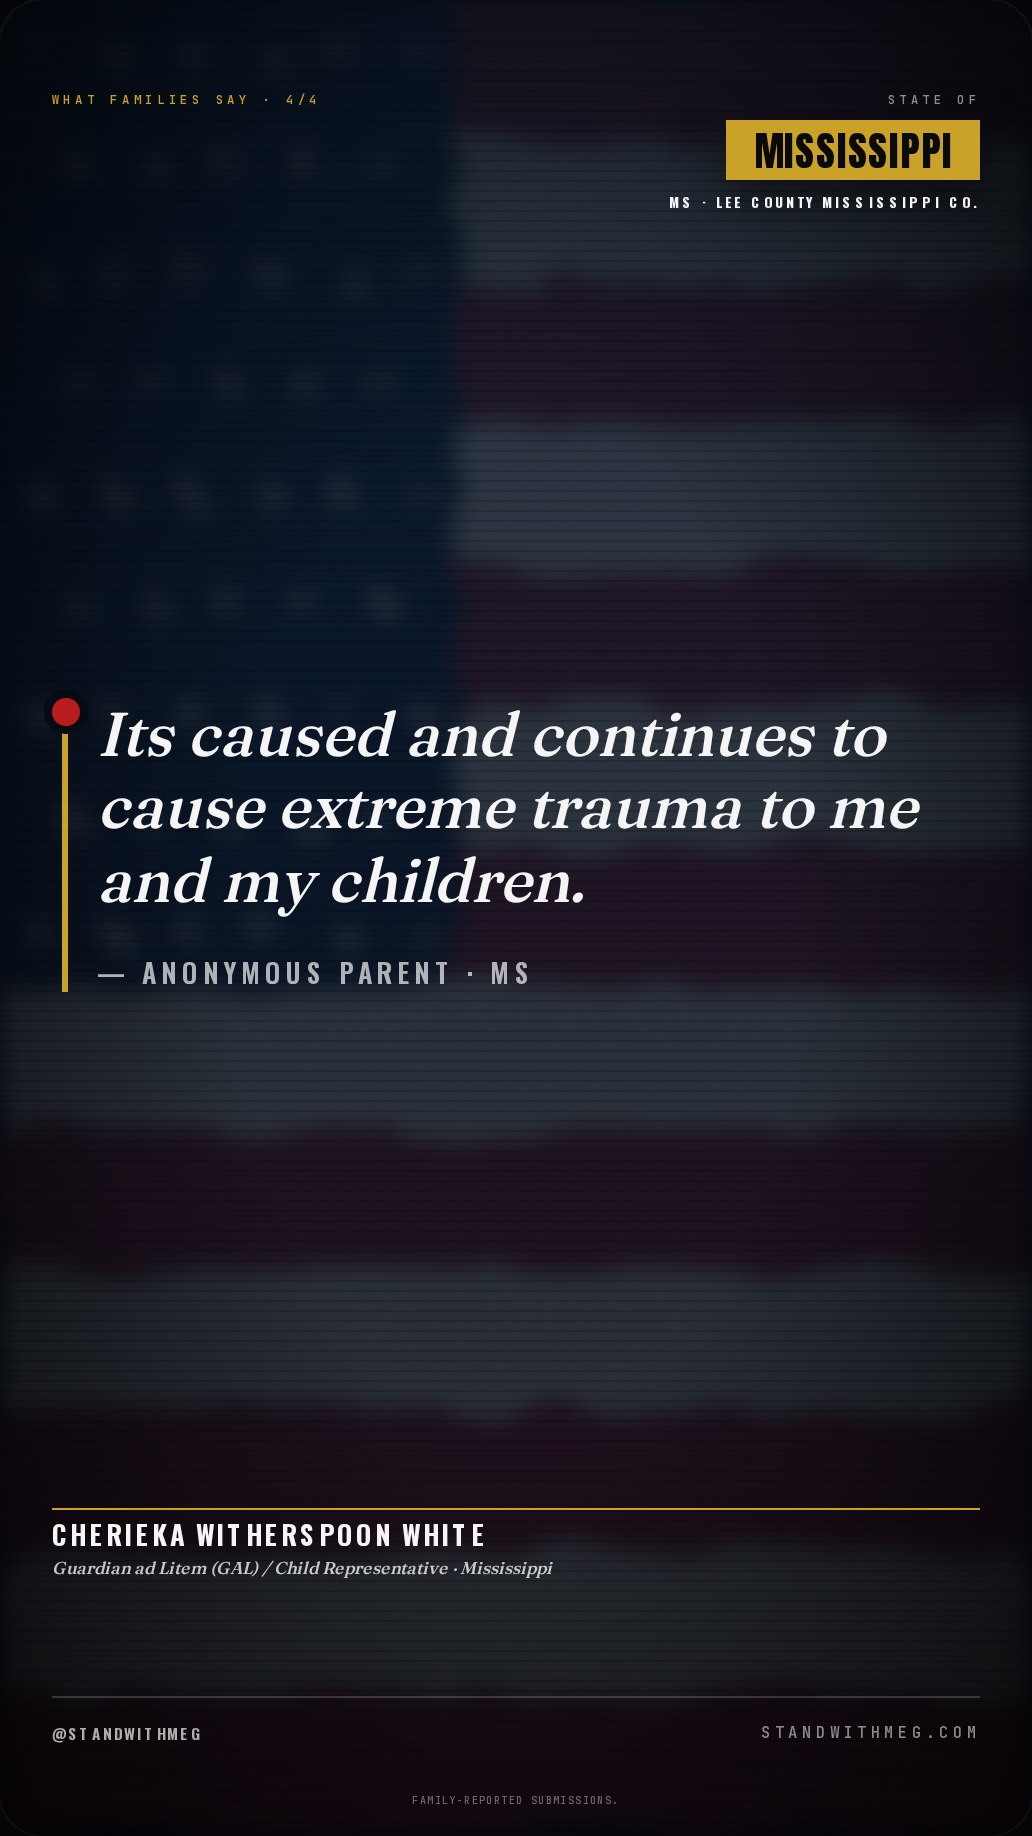 WHAT FAMILIES SAY · 4/4
STATE OF
MISSISSIPPI
MS · LEE COUNTY MISSISSIPPI CO.
Its caused and continues to
cause extreme trauma to me
and my children.
— ANONYMOUS PARENT · MS
CHERIEKA WITHERSPOON WHITE
Guardian ad Litem (GAL) / Child Representative · Mississippi
@STANDWITHMEG
STANDWITHMEG.COM
FAMILY-REPORTED SUBMISSIONS.